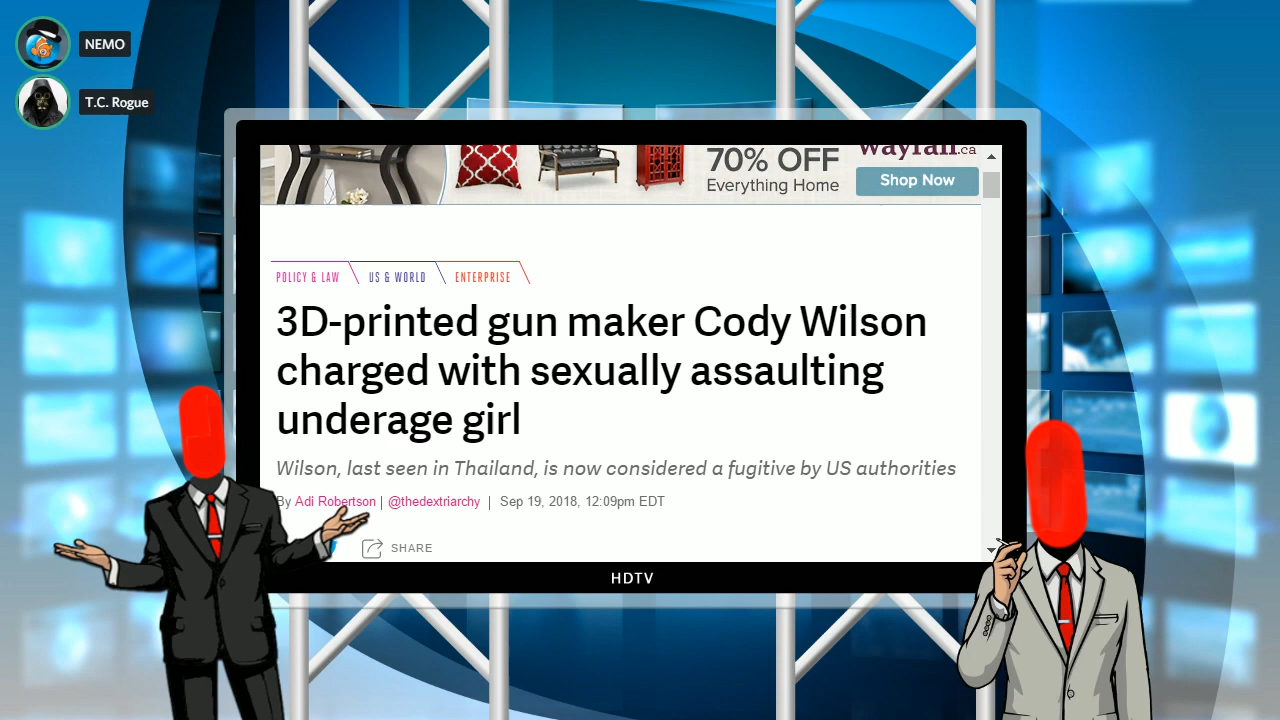 NEMO
T.C. Rogue
70% OFF
Everything Home
wayfair.ca
Shop Now
POLICY & LAW
US & WORLD
ENTERPRISE
3D-printed gun maker Cody Wilson
charged with sexually assaulting
underage girl
Wilson, last seen in Thailand, is now considered a fugitive by US authorities
By Adi Robertson | @thedextriarchy | Sep 19, 2018, 12:09pm EDT
SHARE
HDTV